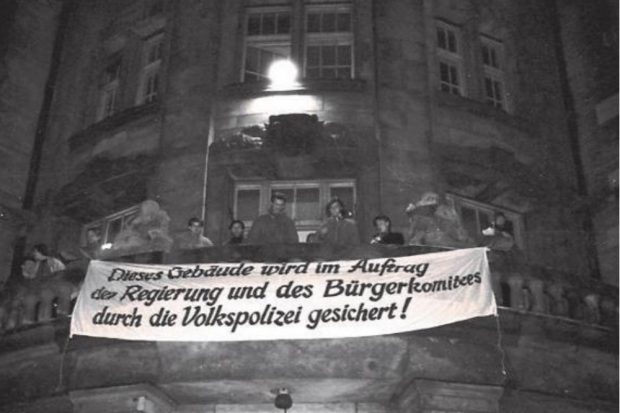 Dieses Gebäude wird im Auftrag
der Regierung und des Bürgerkomitees
durch die Volkspolizei gesichert!